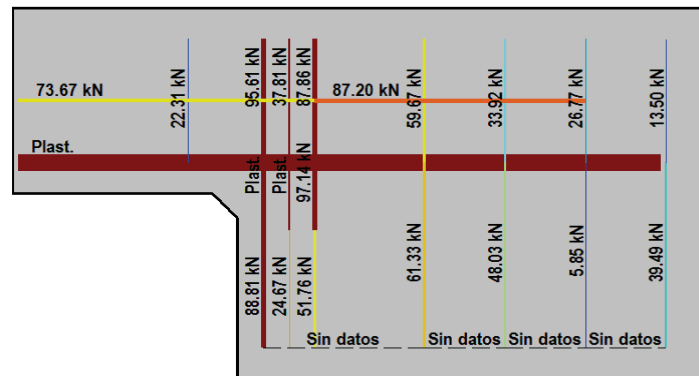 73.67 kN
22.31 kN
95.61 kN
37.81 kN
87.86 kN
87.20 kN
59.67 kN
33.92 kN
26.77 kN
13.50 kN
Plast.
Plast.
Plast.
97.14 kN
88.81 kN
24.67 kN
51.76 kN
61.33 kN
48.03 kN
5.85 kN
39.49 kN
Sin datos
Sin datos
Sin datos
Sin datos